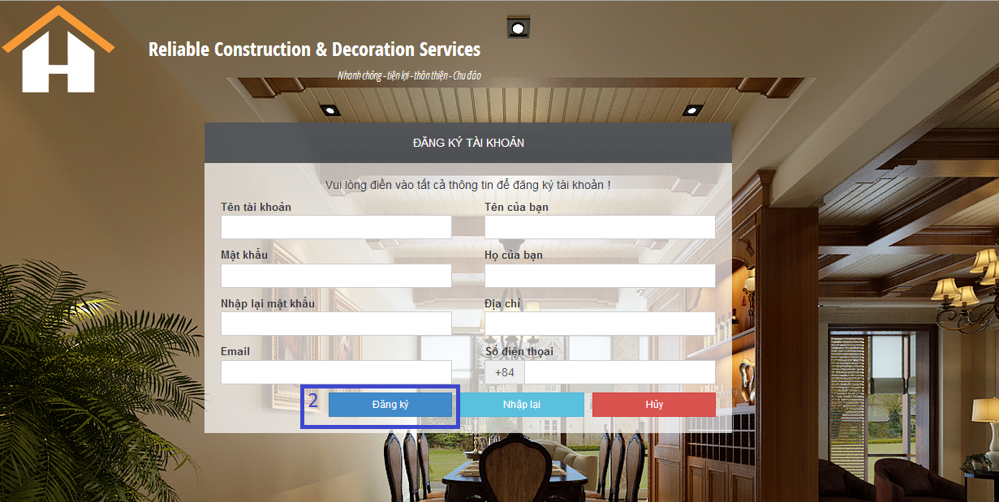 Reliable Construction & Decoration Services
Nhanh chóng - tiện lợi - thân thiện - Chu đáo
ĐĂNG KÝ TÀI KHOẢN
Vui lòng điền vào tất cả thông tin để đăng ký tài khoản !
Tên tài khoản
Tên của bạn
Mật khẩu
Họ của bạn
Nhập lại mật khẩu
Địa chỉ
Email
Số điện thọai
+84
2
Đăng ký
Nhập lại
Hủy